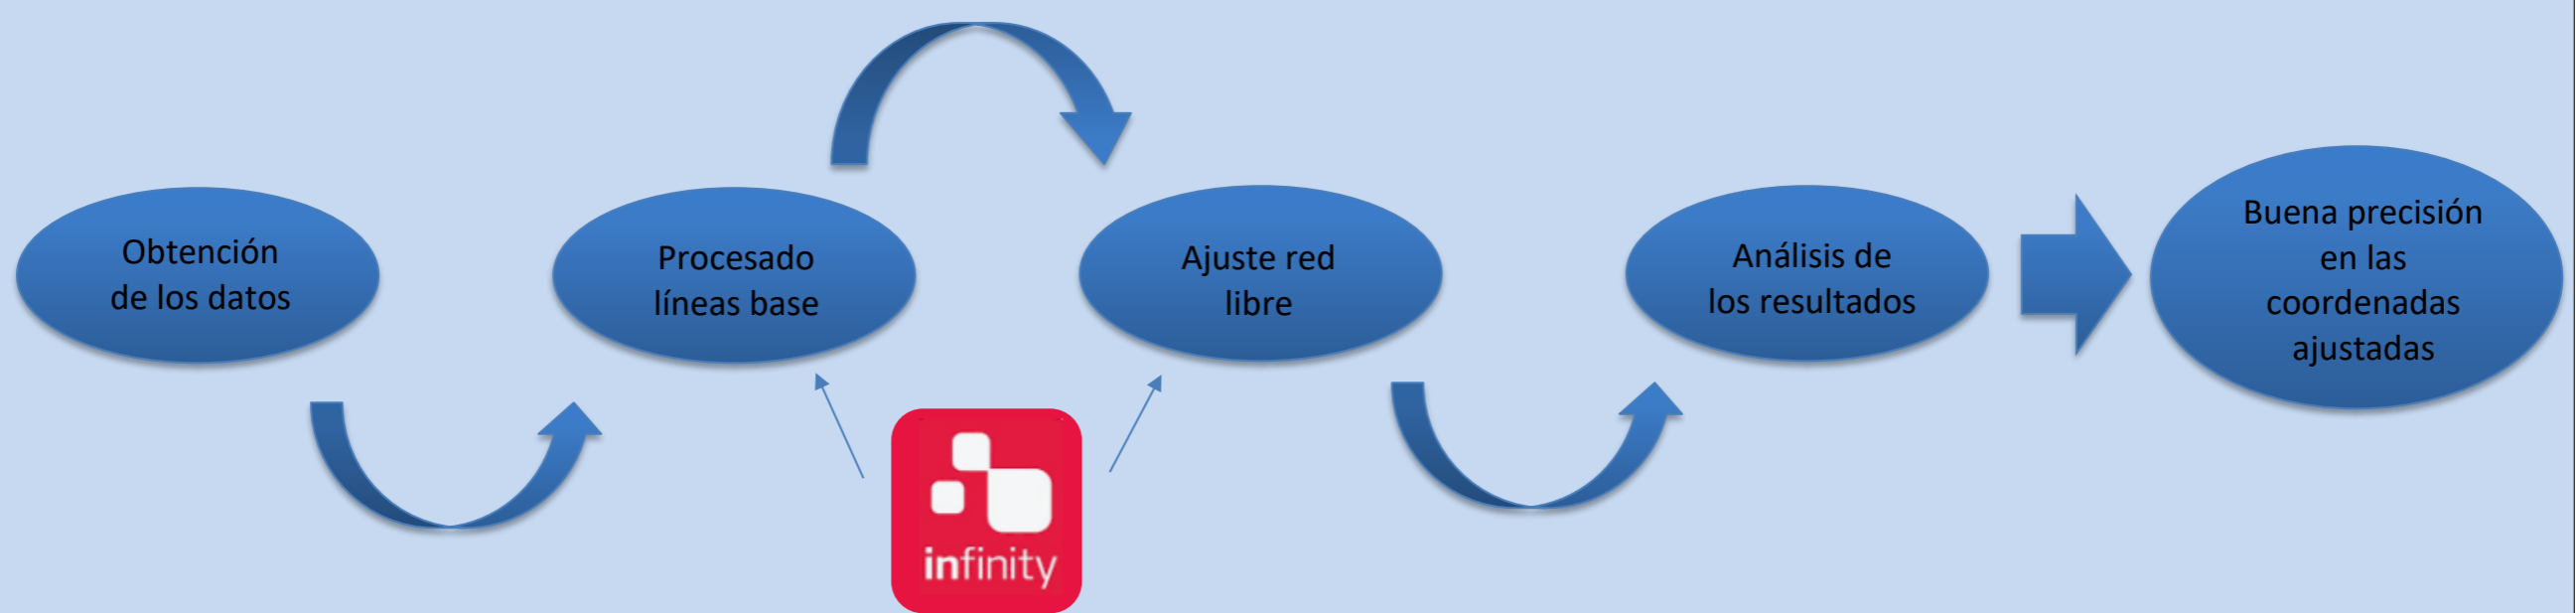 Obtención
de los datos
Procesado
líneas base
Ajuste red
libre
Análisis de
los resultados
Buena precisión
en las
coordenadas
ajustadas
infinity